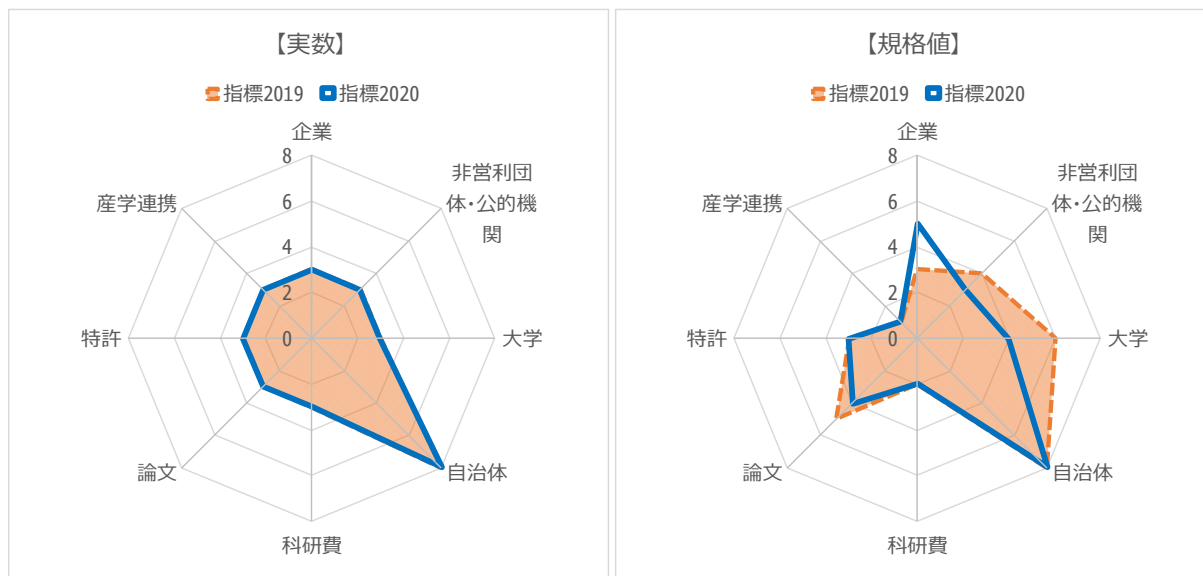 【実数】
指標2019 指標2020
企業
非営利団
体・公的機
関
大学
自治体
科研費
論文
特許
産学連携
8
6
4
2
0
【規格値】
指標2019 指標2020
企業
非営利団
体・公的機
関
大学
自治体
科研費
論文
特許
産学連携
8
6
4
2
0